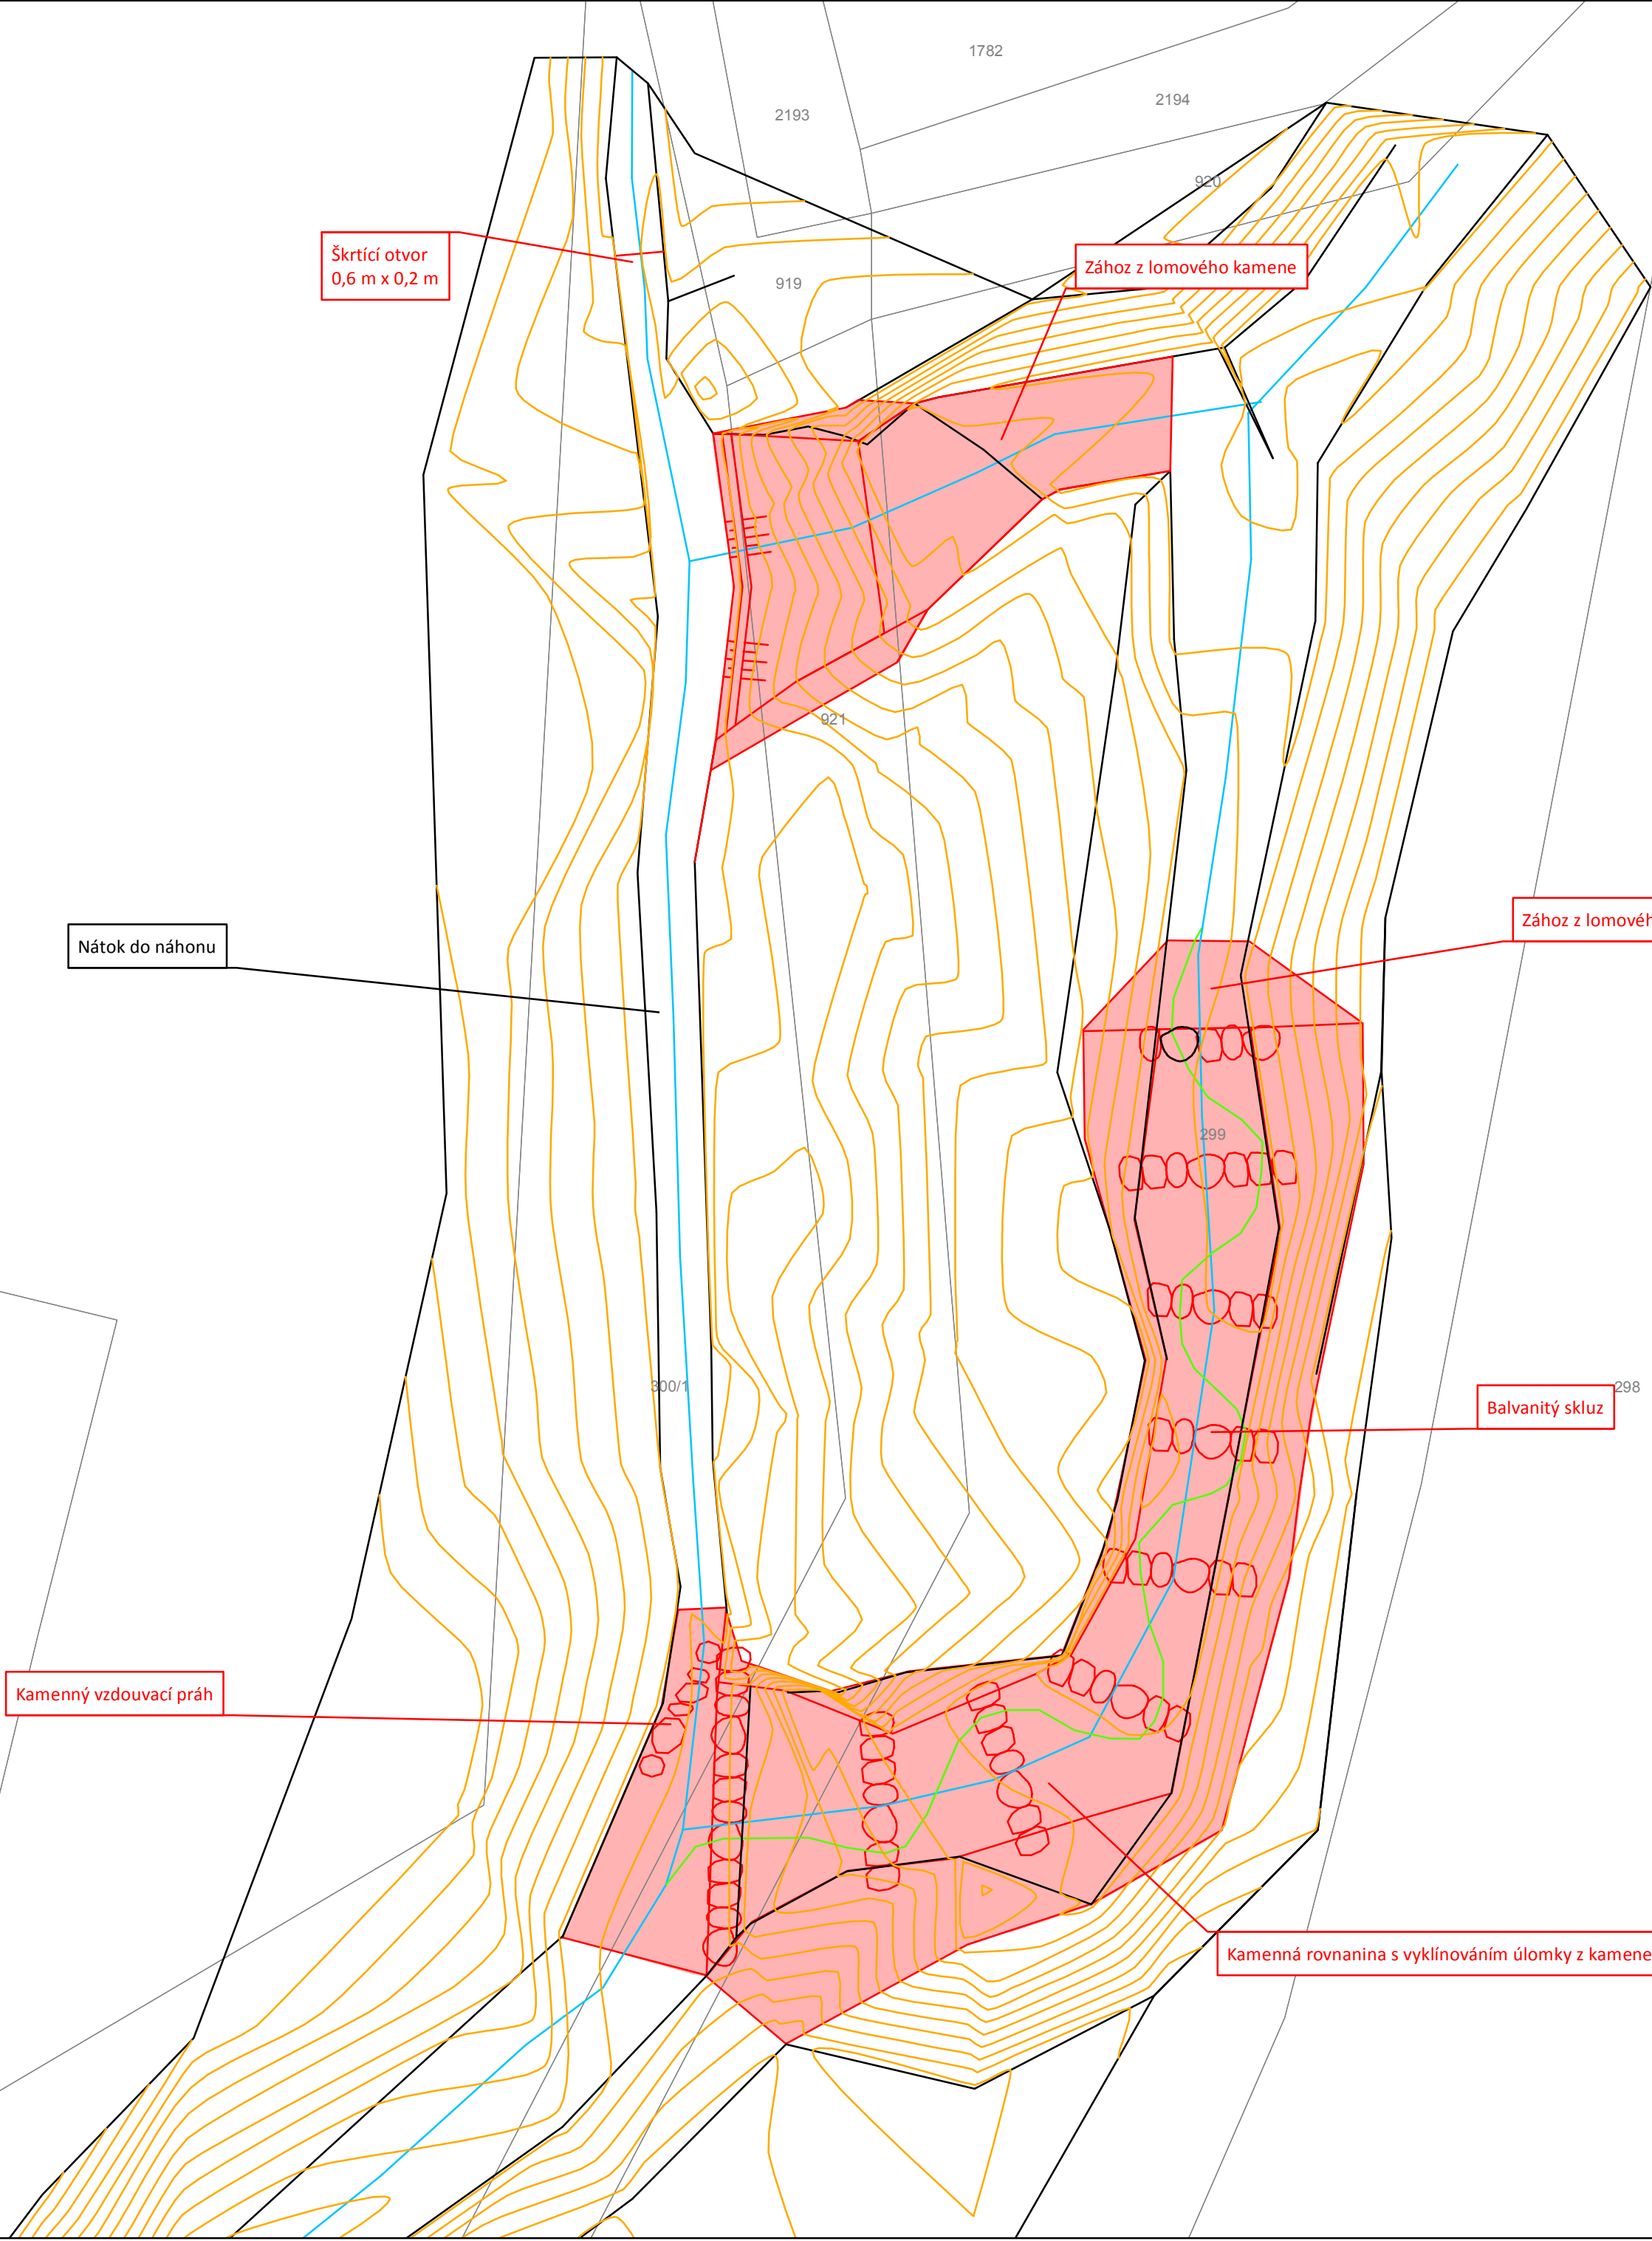 1782
2194
2193
920
Škrtící otvor
0,6 m x 0,2 m
Zához z lomového kamene
919
921
Zához z lomovéh
Nátok do náhonu
299
300/1
298
Balvanitý skluz
Kamenný vzdouvací práh
Kamenná rovnanina s vyklínováním úlomky z kamene